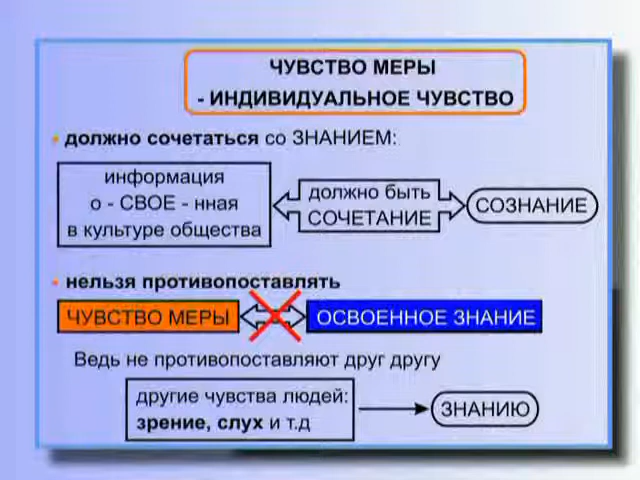 ЧУВСТВО МЕРЫ
- ИНДИВИДУАЛЬНОЕ ЧУВСТВО
- должно сочетаться со ЗНАНИЕМ:
информация
о - СВОЕ - нная
в культуре общества
должно быть
СОЧЕТАНИЕ
СОЗНАНИЕ
- нельзя противопоставлять
ЧУВСТВО МЕРЫ
ОСВОЕННОЕ ЗНАНИЕ
Ведь не противопоставляют друг другу
другие чувства людей:
зрение, слух и т.д
ЗНАНИЮ